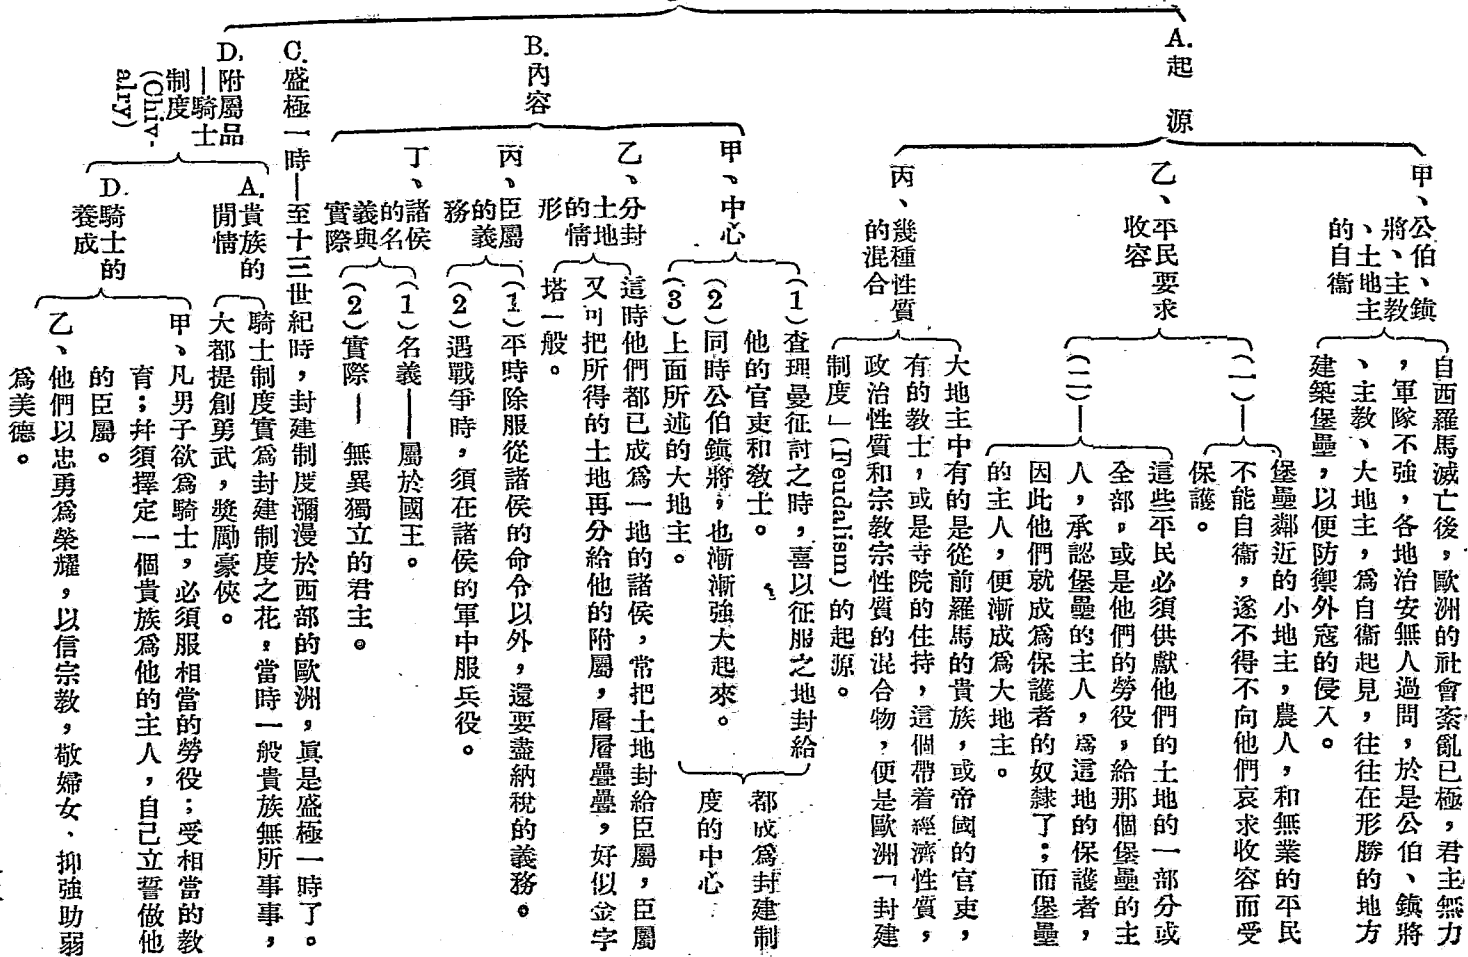 A.起源
甲、公伯、鎮
將、主教
、土地主
的自衞
自西羅馬滅亡後，歐洲的社會紊亂已極，君主無力
，軍隊不強，各地治安無人過問，於是公伯、鎮將
、主教、大地主，爲自衞起見，往往在形勝的地方
建築堡壘，以便防禦外寇的侵入。
乙、平民要求
收容
(一)—
堡壘鄰近的小地主，農人，和無業的平民
不能自衞，遂不得不向他們哀求收容而受
保護。
(二)—
這些平民必須供獻他們的土地的一部分或
全部，或是他們的勞役，給那個堡壘的主
人，承認堡壘的主人，爲這地的保護者，
因此他們就成爲保護者的奴隸了；而堡壘
的主人，便漸成爲大地主。
丙、幾種性質
的混合
大地主中有的是從前羅馬的貴族，或帝國的官吏，
有的教士，或是寺院的住持，這個帶着經濟性質，
政治性質和宗教宗性質的混合物，便是歐洲「封建
制度」(Fendalism)的起源。
B.內容
甲、中心
(1)查理曼征討之時，喜以征服之地封給
他的官吏和敎士。
(2)同時公伯鎮將，也漸漸強大起來。
(3)上面所述的大地主。
都成爲封建制
度的中心
乙、分封
土地
的情
形
這時他們都已成爲一地的諸侯，常把土地封給臣屬，臣屬
又可把所得的土地再分給他的附屬，層層疊疊，好似金字
塔一般。
丙、臣屬
的義
務
(1)平時除服從諸侯的命令以外，還要盡納稅的義務。
(2)遇戰爭時，須在諸侯的軍中服兵役。
丁、諸侯
的名
義與
實際
(1)名義——屬於國王。
(2)實際——無異獨立的君主。
C.盛極一時—至十三世紀時，封建制度瀰漫於西部的歐洲，眞是盛極一時了。
D.附屬品
—騎士
制度
(Chiv-
alry)
A.貴族的
閒情
騎士制度實爲封建制度之花。當時一般貴族無所事事，
大都提創勇武，獎勵豪俠。
D.騎士的
養成
甲、凡男子欲爲騎士，必須服相當的勞役；受相當的教
育；幷須擇定一個貴族爲他的主人，自己立誓做他
的臣屬。
乙、他們以忠勇爲榮耀，以信宗教，敬婦女、抑強助弱
爲美德。